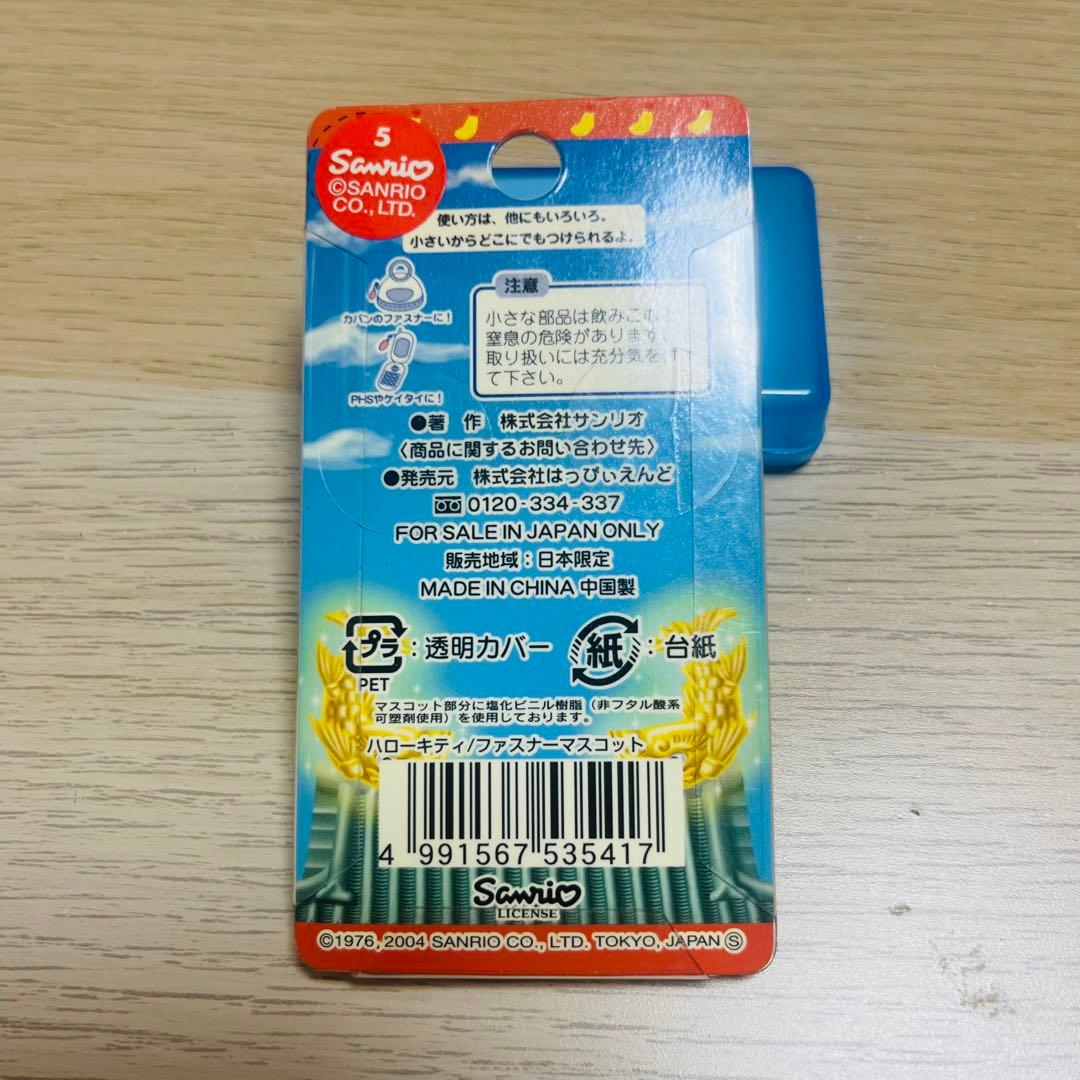 5
Sanrio
©SANRIO
CO., LTD.
使い方は、他にもいろいろ。
小さいからどこにでもつけられるよ。
カバンのファスナーに!
PHSやケイタイに!
注意
小さな部品は飲みこむ
窒息の危険があります。
取り扱いには充分気を付け
て下さい。
●著 作 株式会社サンリオ
〈商品に関するお問い合わせ先〉
●発売元 株式会社はっぴぃえんど
0120-334-337
FOR SALE IN JAPAN ONLY
販売地域:日本限定
MADE IN CHINA 中国製
プラ:透明カバー
PET
紙:台紙
マスコット部分に塩化ビニル樹脂(非フタル酸系
可塑剤使用)を使用しております。
ハローキティ/ファスナーマスコット
4 991567 535417
Sanrio
LICENSE
©1976, 2004 SANRIO CO., LTD. TOKYO, JAPAN Ⓢ